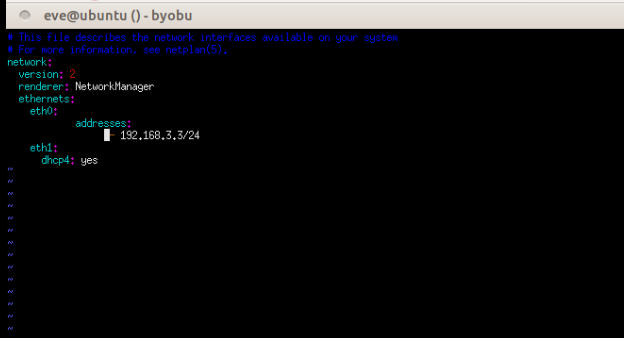 eve@ubuntu () - byobu
# This file describes the network interfaces available on your system
# For more information, see netplan(5).
network:
  version: 2
  renderer: NetworkManager
  ethernets:
    eth0:
            addresses:
                 - 192.168.3.3/24
    eth1:
      dhcp4: yes
~
~
~
~
~
~
~
~
~
~
~
~
~
~